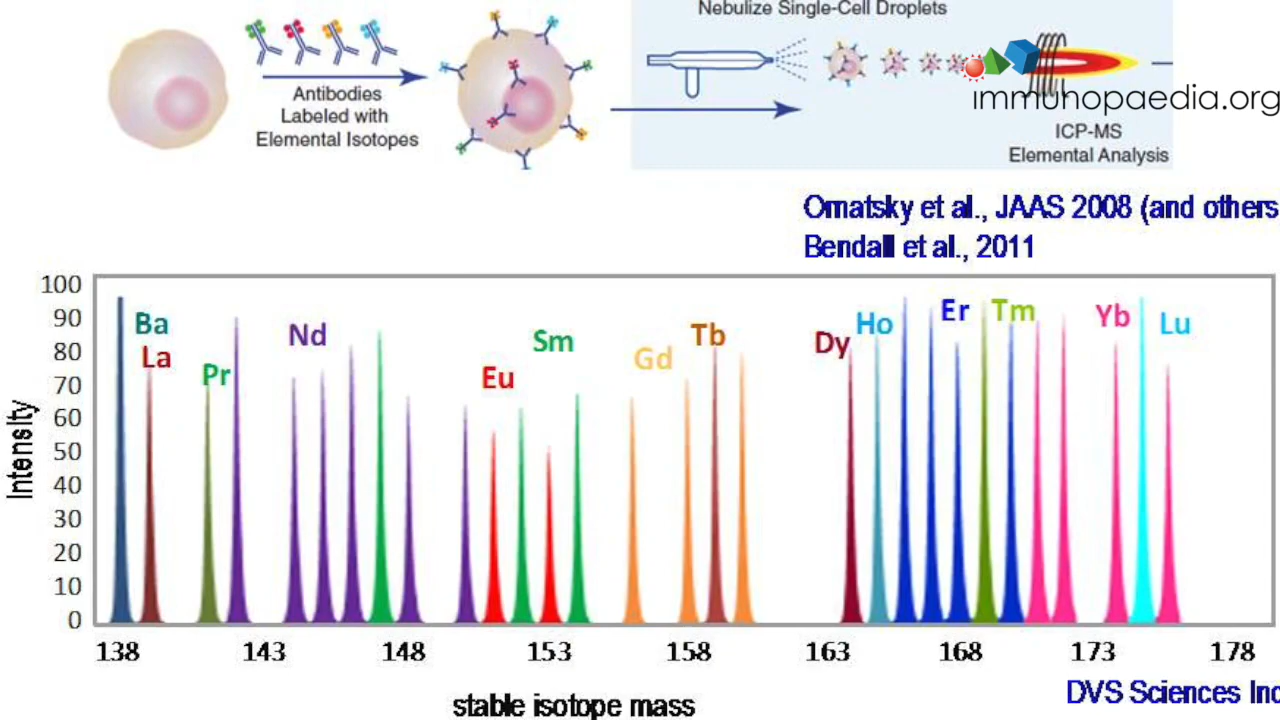 Nebulize Single-Cell Droplets
Antibodies
Labeled with
Elemental Isotopes
immunopaedia.org
ICP-MS
Elemental Analysis
Ornatsky et al., JAAS 2008 (and others
Bendall et al., 2011
100
90
80
70
60
50
40
30
20
10
0
Intensity
Ba
La
Pr
Nd
Eu
Sm
Gd
Tb
Dy
Ho
Er
Tm
Yb
Lu
138 143 148 153 158 163 168 173 178
stable isotope mass
DVS Sciences Inc